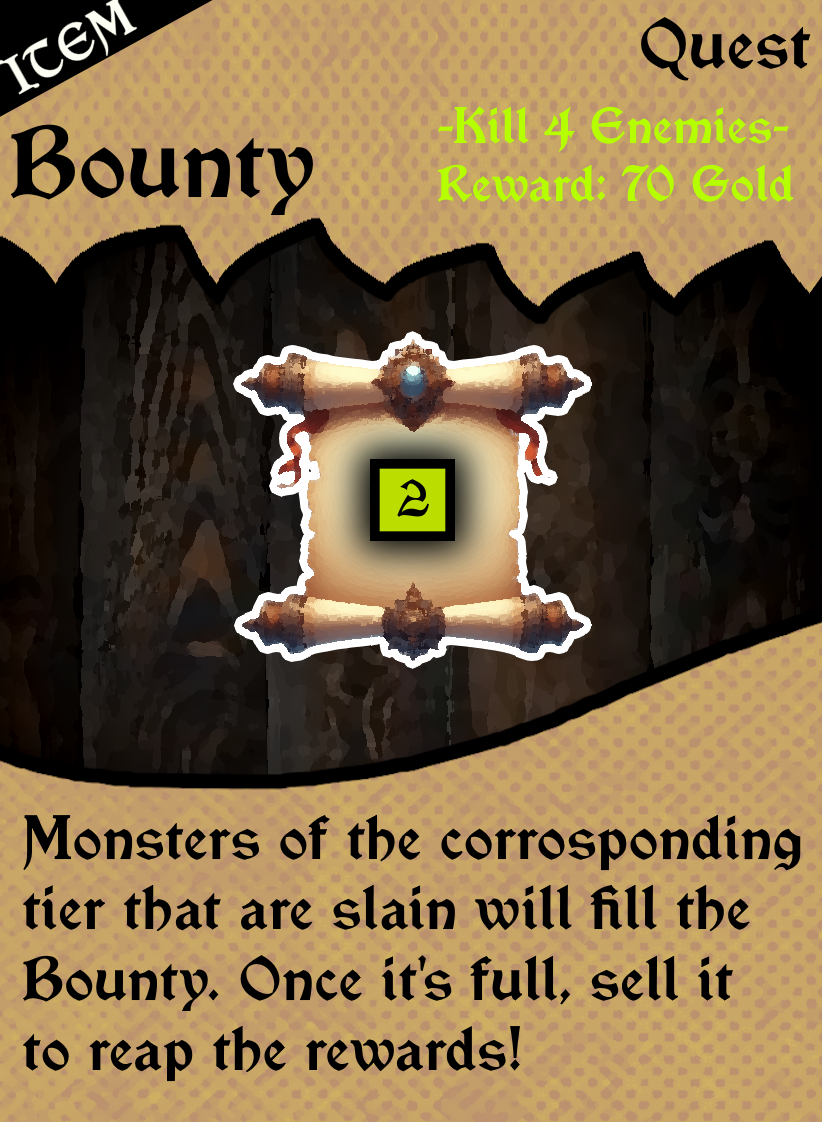 ITEM
Quest
-Kill 4 Enemies-
Reward: 70 Gold
Bounty
2
Monsters of the corrosponding
tier that are slain will fill the
Bounty. Once it's full, sell it
to reap the rewards!